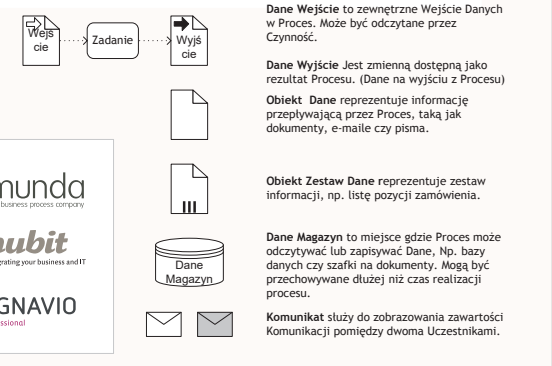 Wejś
cie
Zadanie
Wyjś
cie
Dane Wejście to zewnętrzne Wejście Danych
w Proces. Może być odczytane przez
Czynność.
Dane Wyjście Jest zmienną dostępną jako
rezultat Procesu. (Dane na wyjściu z Procesu)
Obiekt Dane reprezentuje informację
przepływającą przez Proces, taką jak
dokumenty, e-maile czy pisma.
Obiekt Zestaw Dane reprezentuje zestaw
informacji, np. listę pozycji zamówienia.
Dane
Magazyn
Dane Magazyn to miejsce gdzie Proces może
odczytywać lub zapisywać Dane, Np. bazy
danych czy szafki na dokumenty. Mogą być
przechowywane dłużej niż czas realizacji
procesu.
Komunikat służy do zobrazowania zawartości
Komunikacji pomiędzy dwoma Uczestnikami.
munda
business process company
nubit
grating your business and IT
GNAVIO
ssional